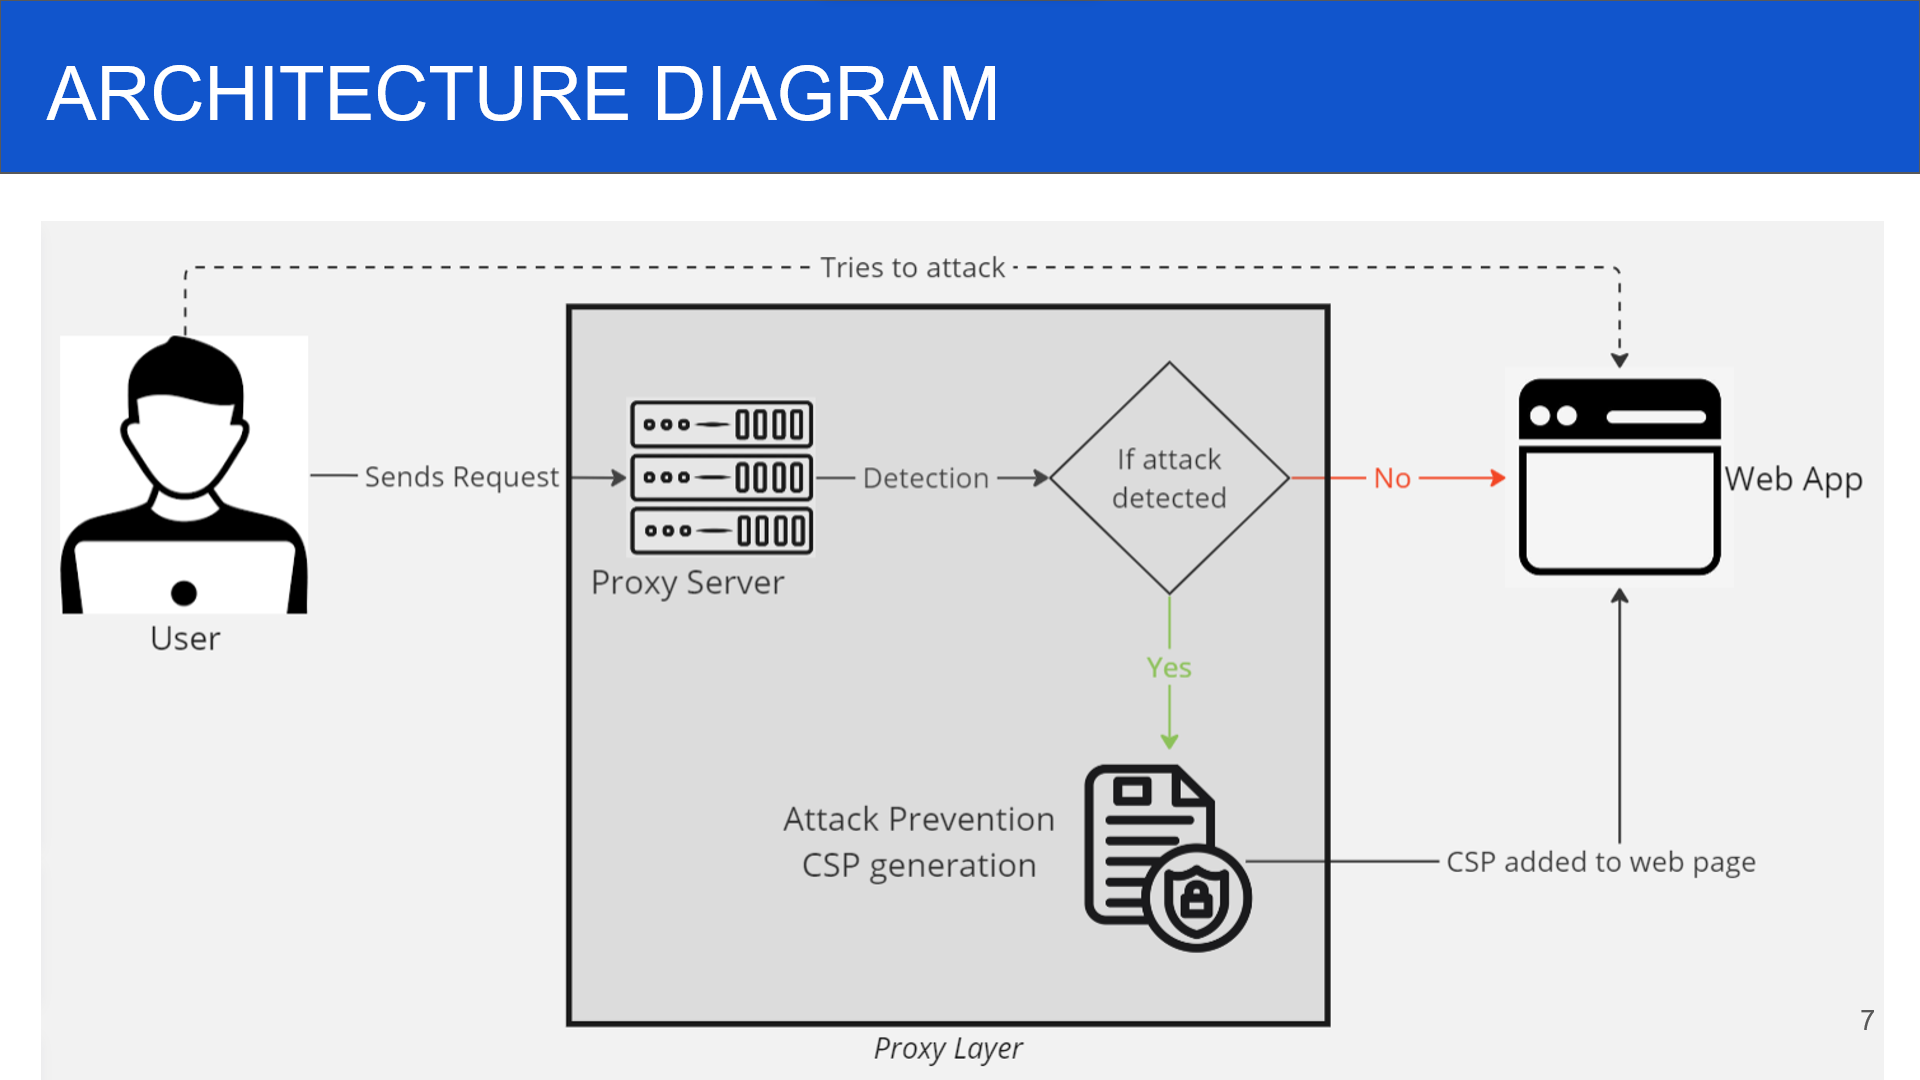 ARCHITECTURE DIAGRAM
Tries to attack
Sends Request
Detection
If attack
detected
No
Web App
Proxy Server
User
Yes
Attack Prevention
CSP generation
CSP added to web page
7
Proxy Layer